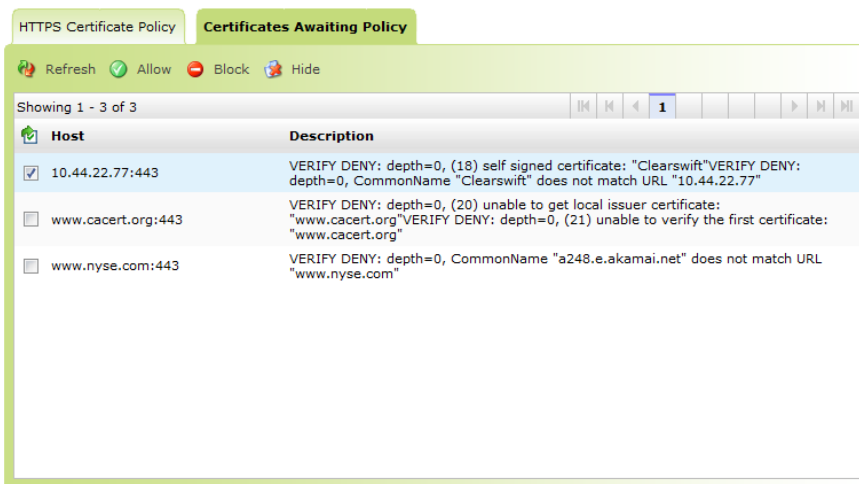 HTTPS Certificate Policy
Certificates Awaiting Policy
Refresh Allow Block Hide
Showing 1 - 3 of 3
1
Host Description
10.44.22.77:443
VERIFY DENY: depth=0, (18) self signed certificate: "Clearswift"VERIFY DENY:
depth=0, CommonName "Clearswift" does not match URL "10.44.22.77"
www.cacert.org:443
VERIFY DENY: depth=0, (20) unable to get local issuer certificate:
"www.cacert.org"VERIFY DENY: depth=0, (21) unable to verify the first certificate:
"www.cacert.org"
www.nyse.com:443
VERIFY DENY: depth=0, CommonName "a248.e.akamai.net" does not match URL
"www.nyse.com"